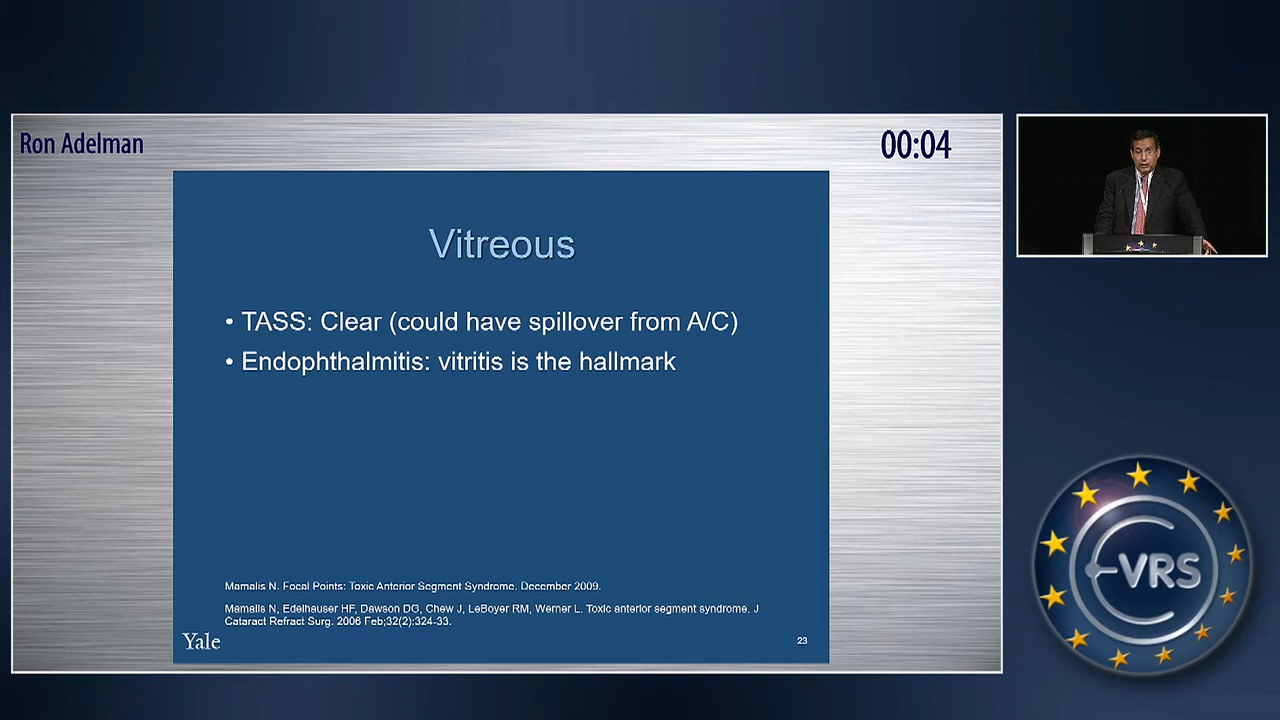 Ron Adelman
00:04
Vitreous
• TASS: Clear (could have spillover from A/C)
• Endophthalmitis: vitritis is the hallmark
Mamalis N. Focal Points: Toxic Anterior Segment Syndrome. December 2009.
Mamalis N, Edelhauser HF, Dawson DG, Chew J, LeBoyer RM, Werner L. Toxic anterior segment syndrome. J
Cataract Refract Surg. 2006 Feb;32(2):324-33.
Yale
23
E-VRS